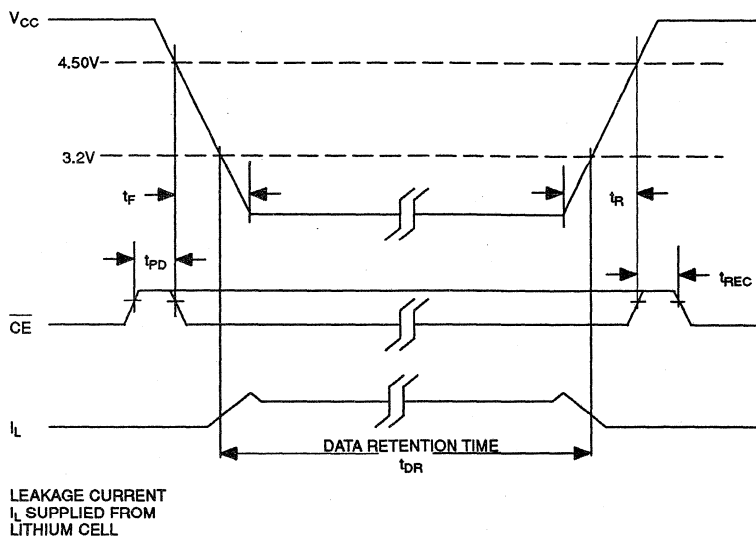 VCC
4.50V
3.2V
tF
tR
tPD
tREC
CE
IL
DATA RETENTION TIME
tDR
LEAKAGE CURRENT
IL SUPPLIED FROM
LITHIUM CELL